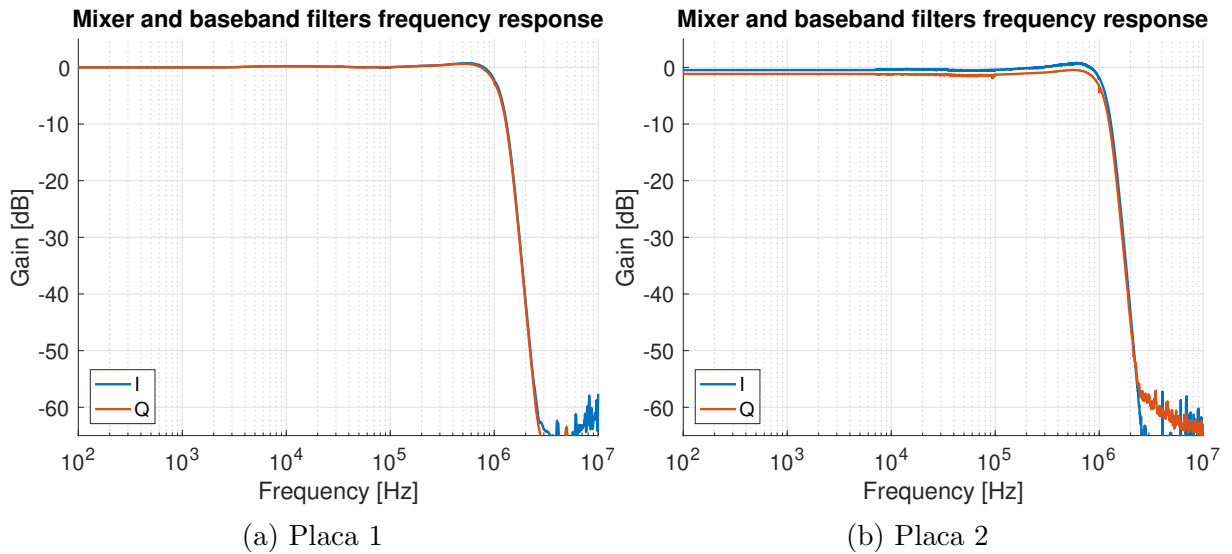 Mixer and baseband filters frequency response
Gain [dB]
0
-10
-20
-30
-40
-50
-60
I
Q
10^2
10^3
10^4
10^5
10^6
10^7
Frequency [Hz]
(a) Placa 1
Mixer and baseband filters frequency response
Gain [dB]
0
-10
-20
-30
-40
-50
-60
I
Q
10^2
10^3
10^4
10^5
10^6
10^7
Frequency [Hz]
(b) Placa 2